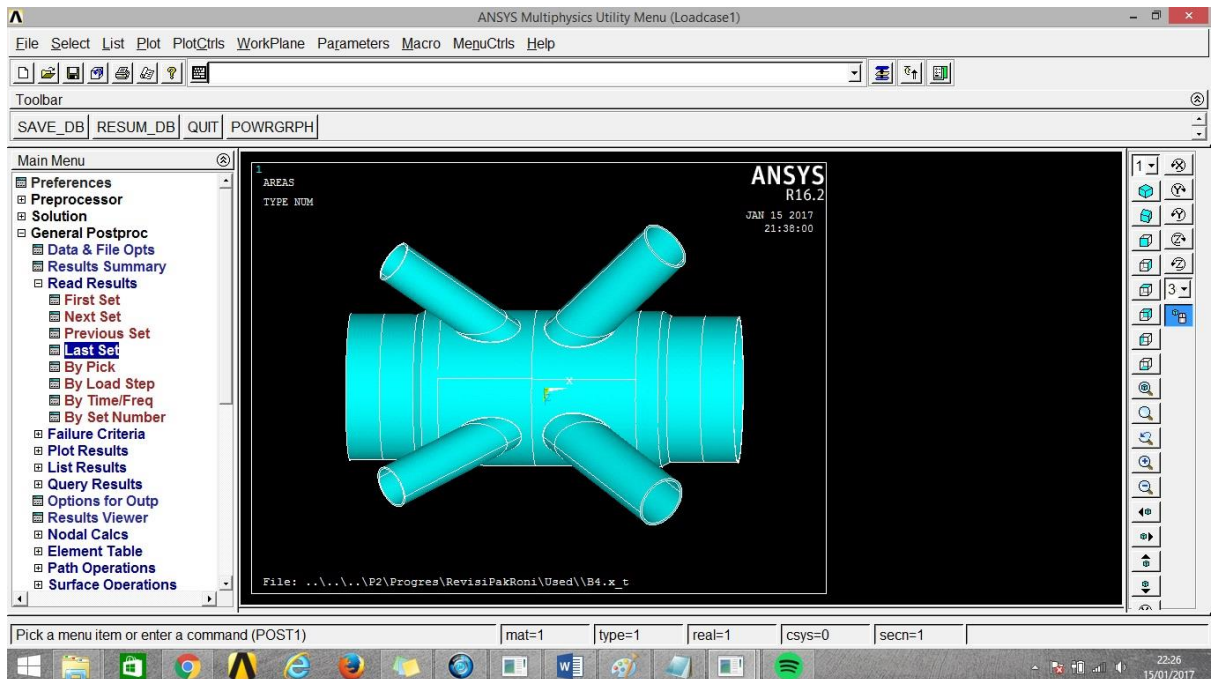 ANSYS Multiphysics Utility Menu (Loadcase1)
File Select List Plot PlotCtrls WorkPlane Parameters Macro MenuCtrls Help
Toolbar
SAVE_DB RESUM_DB QUIT POWRGRPH
Main Menu
Preferences
Preprocessor
Solution
General Postproc
Data & File Opts
Results Summary
Read Results
First Set
Next Set
Previous Set
Last Set
By Pick
By Load Step
By Time/Freq
By Set Number
Failure Criteria
Plot Results
List Results
Query Results
Options for Outp
Results Viewer
Nodal Calcs
Element Table
Path Operations
Surface Operations
1
AREAS
TYPE NUM
ANSYS
R16.2
JAN 15 2017
21:38:00
X
File: ..\..\..\P2\Progres\RevisiPakRoni\Used\\B4.x_t
1
3
Pick a menu item or enter a command (POST1) mat=1 type=1 real=1 csys=0 secn=1
22:26
15/01/2017